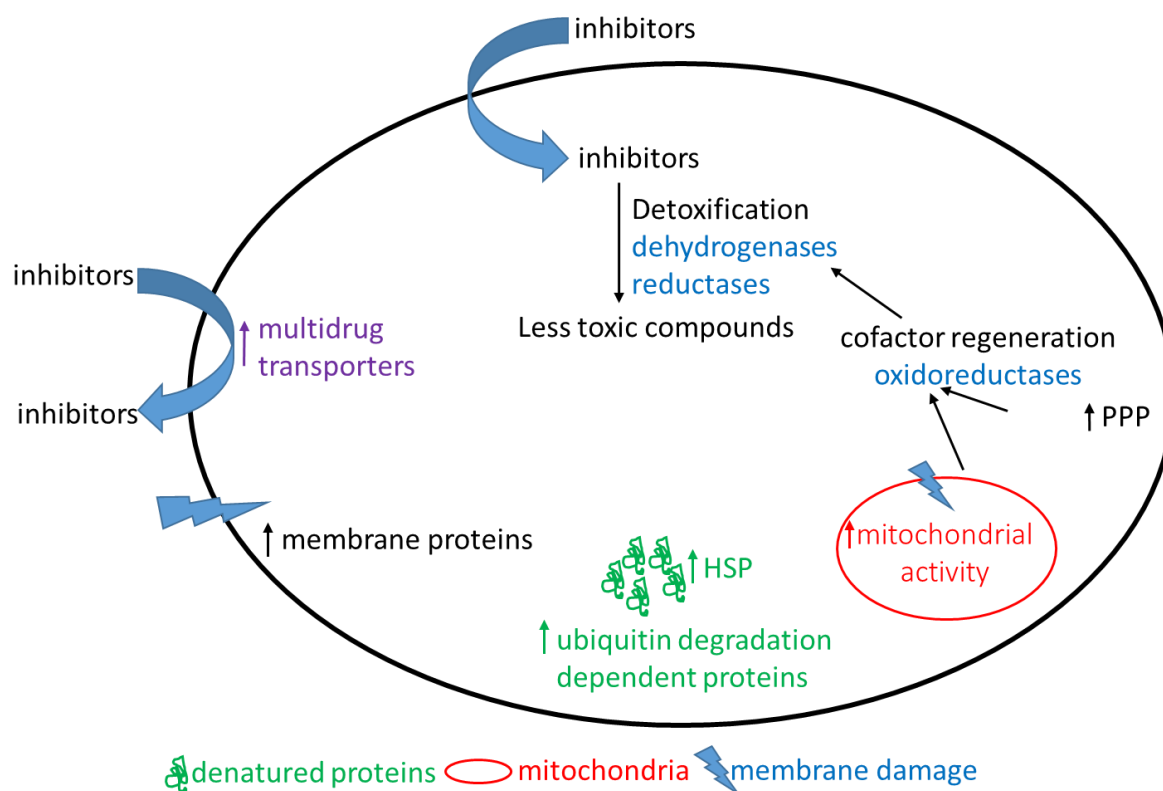 inhibitors
inhibitors
Detoxification
dehydrogenases
reductases
Less toxic compounds
inhibitors
multidrug
transporters
inhibitors
cofactor regeneration
oxidoreductases
PPP
membrane proteins
mitochondrial
activity
HSP
ubiquitin degradation
dependent proteins
denatured proteins mitochondria membrane damage